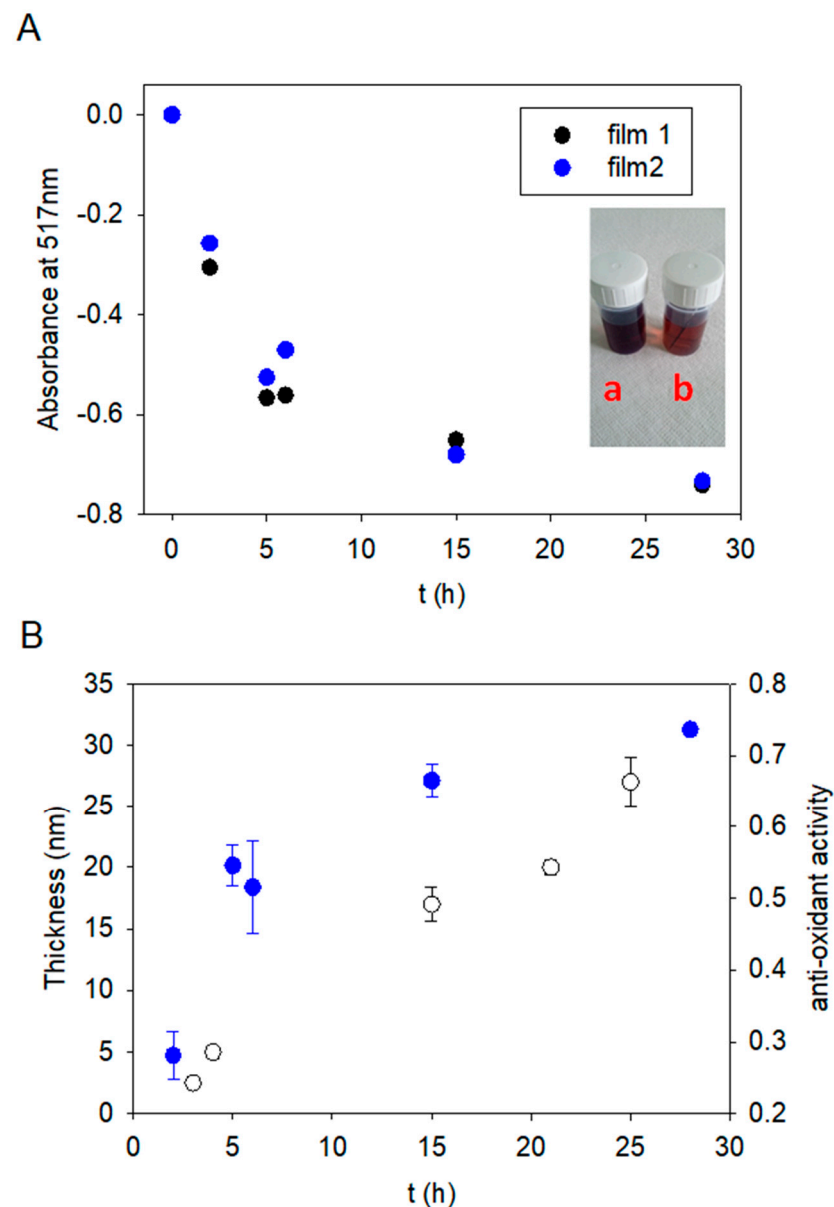 A
Absorbance at 517nm
0.0
-0.2
-0.4
-0.6
-0.8
film 1
film2
a b
0 5 10 15 20 25 30
t (h)
B
Thickness (nm)
35
30
25
20
15
10
5
0
0.8
0.7
0.6
0.5
0.4
0.3
0.2
anti-oxidant activity
0 5 10 15 20 25 30
t (h)